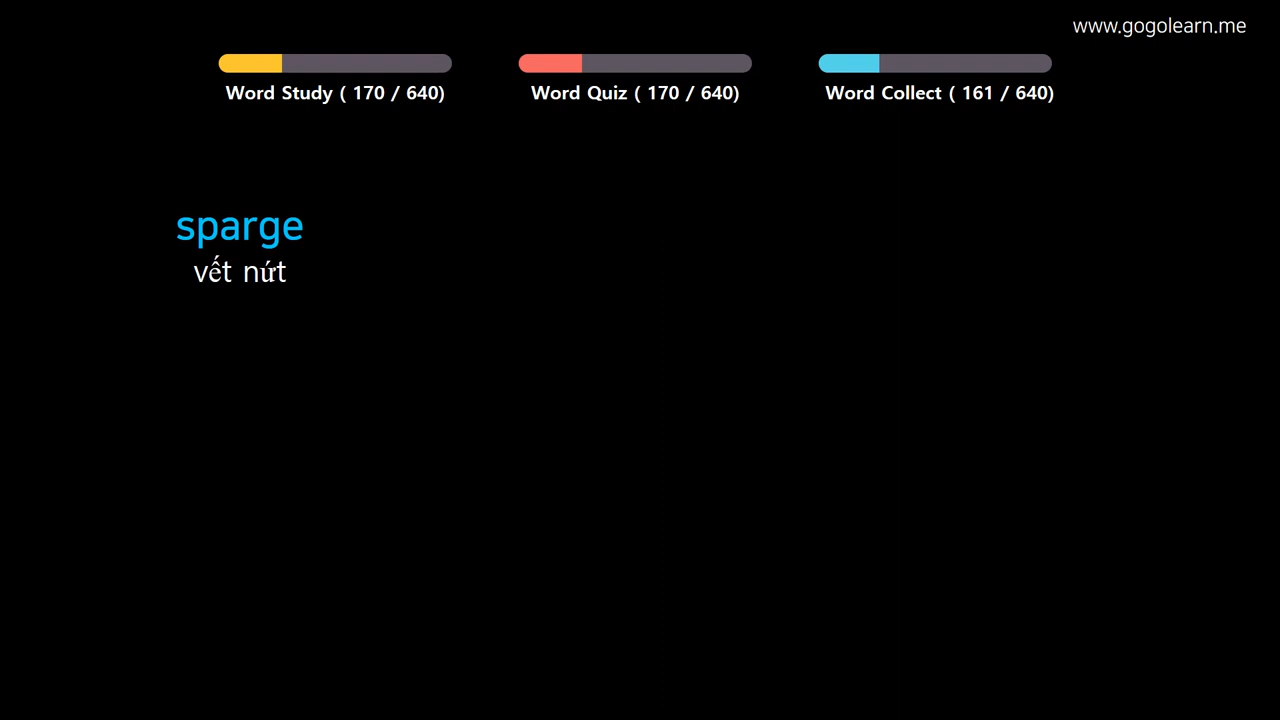 www.gogolearn.me
Word Study ( 170 / 640)
Word Quiz ( 170 / 640)
Word Collect ( 161 / 640)
sparge
vết nứt